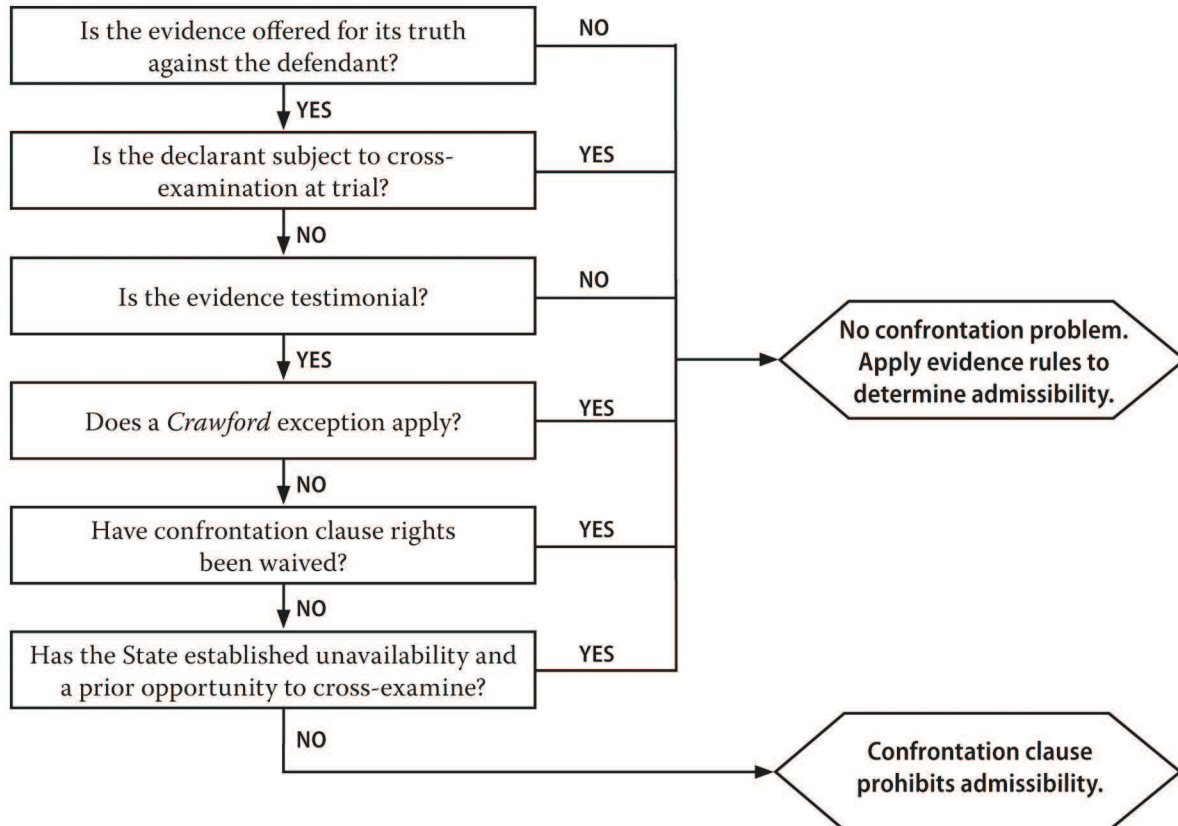 Is the evidence offered for its truth
against the defendant?
NO
YES
Is the declarant subject to cross-
examination at trial?
YES
NO
Is the evidence testimonial?
NO
YES
Does a Crawford exception apply?
YES
NO
Have confrontation clause rights
been waived?
YES
NO
Has the State established unavailability and
a prior opportunity to cross-examine?
YES
NO
No confrontation problem.
Apply evidence rules to
determine admissibility.
Confrontation clause
prohibits admissibility.